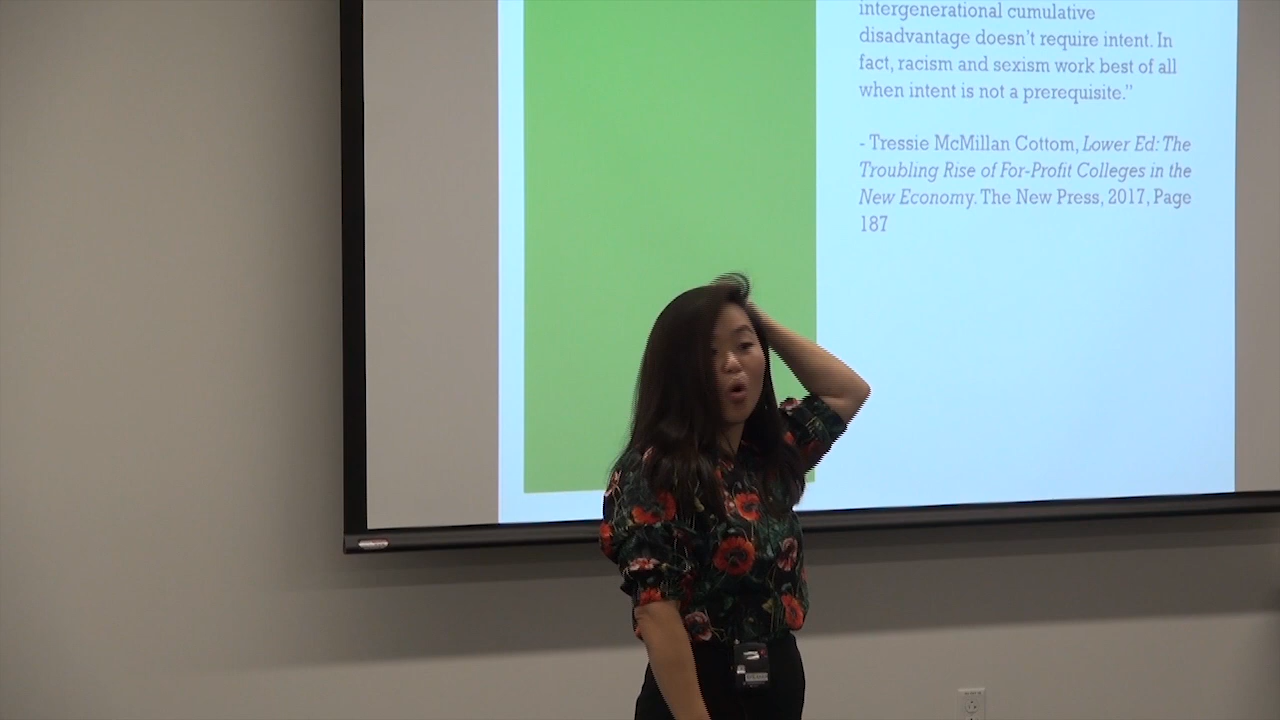 intergenerational cumulative
disadvantage doesn't require intent. In
fact, racism and sexism work best of all
when intent is not a prerequisite.”
- Tressie McMillan Cottom, Lower Ed: The
Troubling Rise of For-Profit Colleges in the
New Economy. The New Press, 2017, Page
187